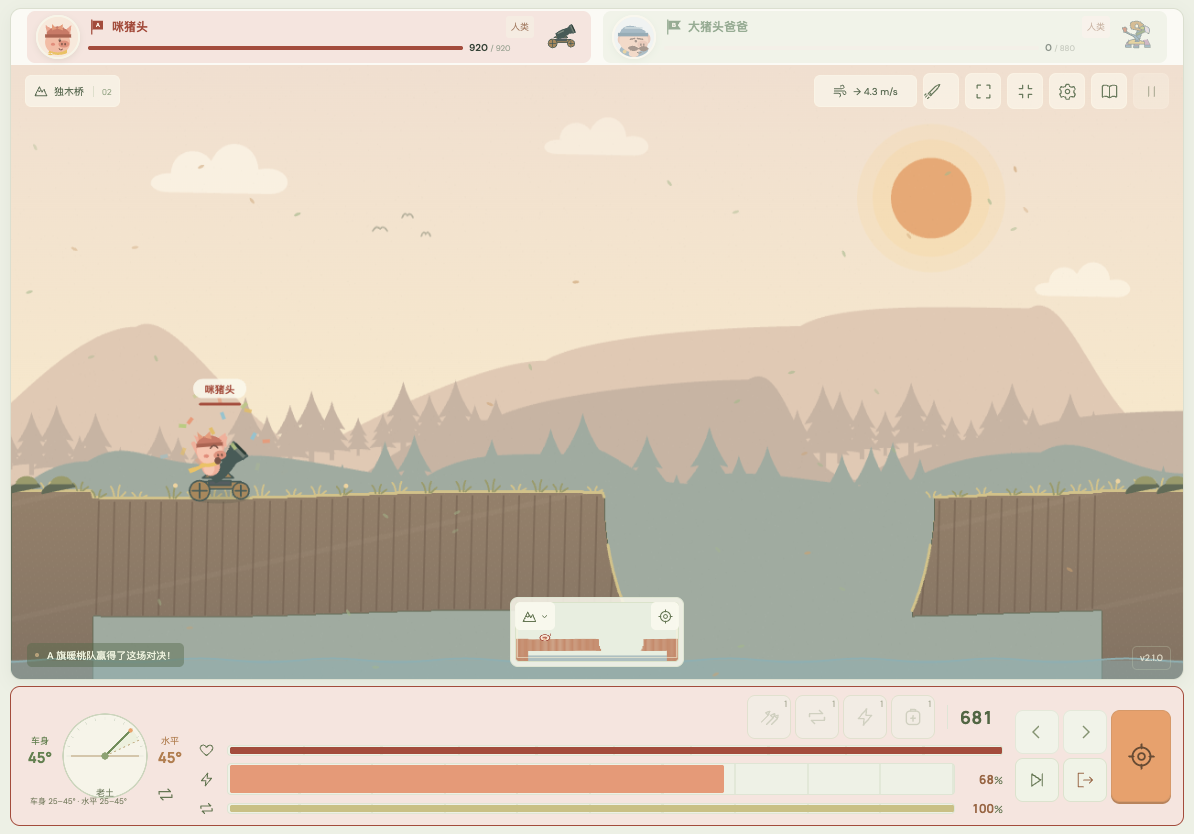 咪猪头
人类
920 / 920
大猪头爸爸
人类
0 / 880
独木桥 02
→ 4.3 m/s
咪猪头
A 旗暖桃队赢得了这场对决！
v2.1.0
1
1
1
1
681
车身
45°
水平
45°
老土
车身 25–45° · 水平 25–45°
68%
100%